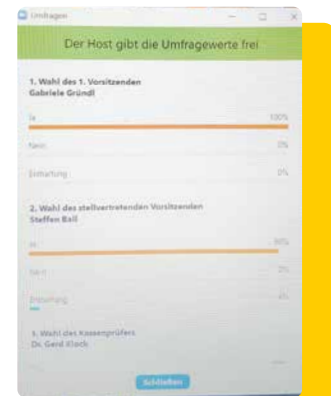 Umfragen
Der Host gibt die Umfragewerte frei
1. Wahl des 1. Vorsitzenden
Gabriele Gründl
Ja 100%
Nein 0%
Enthaltung 0%
2. Wahl des stellvertretenden Vorsitzenden
Steffen Ball
Ja
Nein
Enthaltung
3. Wahl des Kassenprüfers
Dr. Gerd Klock
Schließen